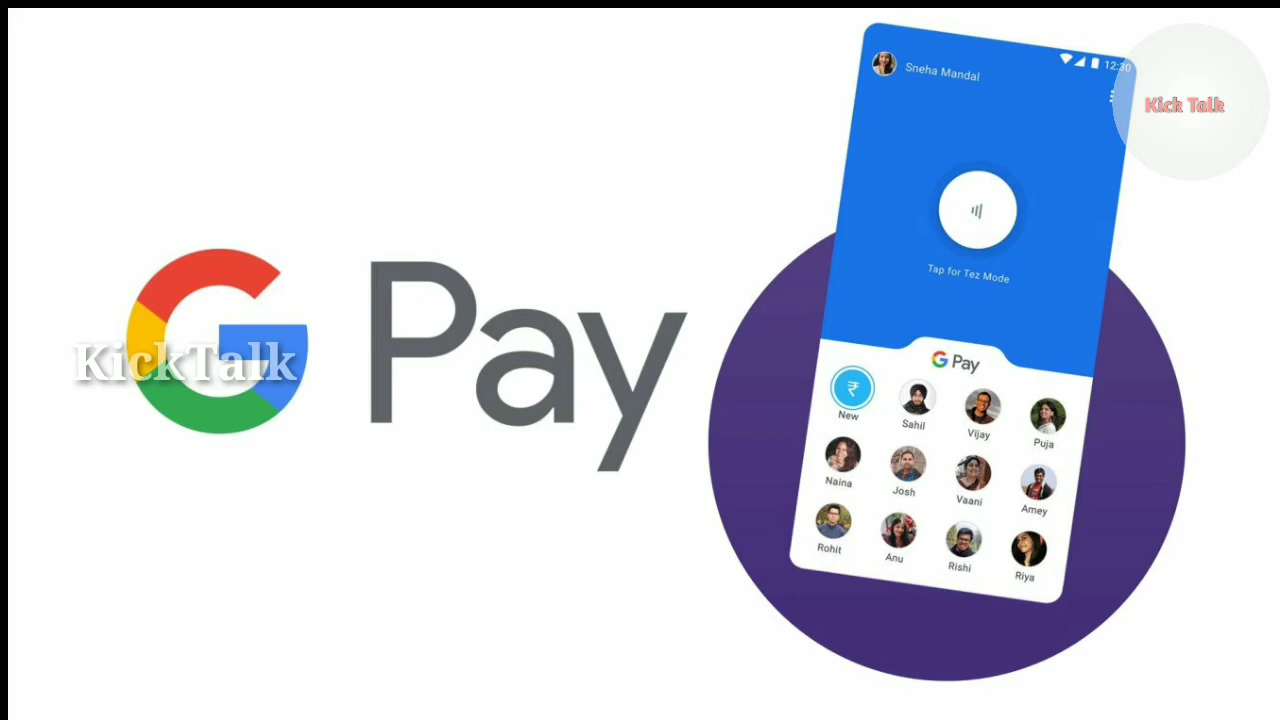 G Pay
KickTalk
Kick Talk
Sneha Mandal
12:30
Tap for Tez Mode
G Pay
₹
New
Sahil
Vijay
Puja
Naina
Josh
Vaani
Amey
Rohit
Anu
Rishi
Riya